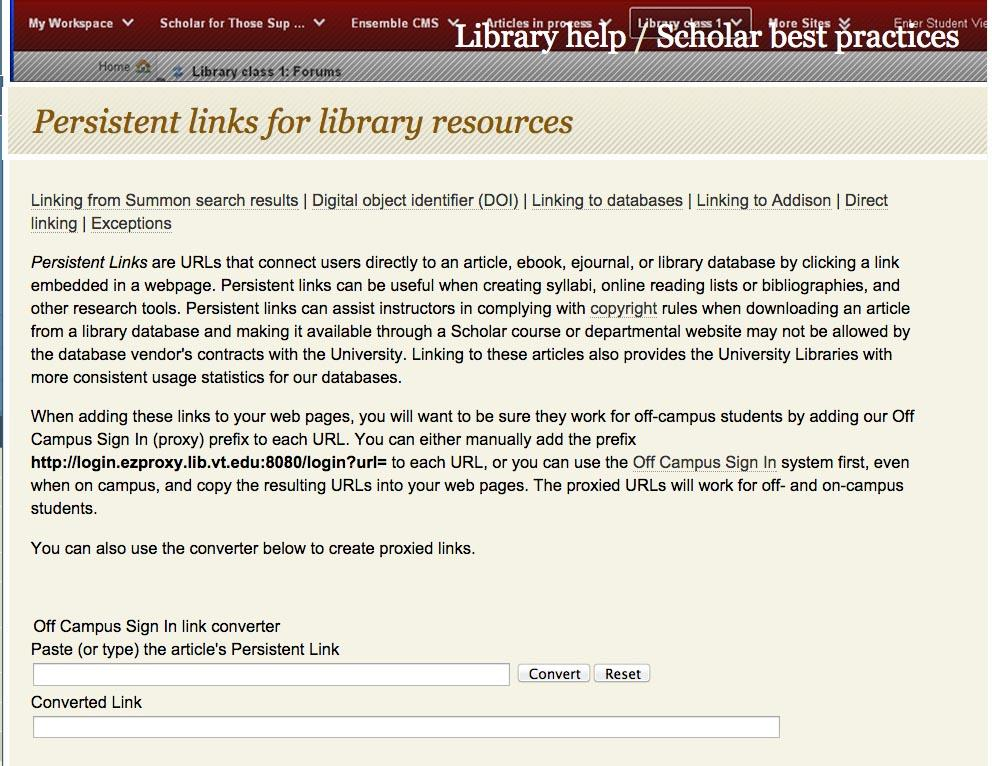 My Workspace Scholar for Those Sup ... Ensemble CMS Articles in process Library class 1 More Sites Enter Student Vie
Library help / Scholar best practices
Home Library class 1: Forums
Persistent links for library resources
Linking from Summon search results | Digital object identifier (DOI) | Linking to databases | Linking to Addison | Direct
linking | Exceptions
Persistent Links are URLs that connect users directly to an article, ebook, ejournal, or library database by clicking a link
embedded in a webpage. Persistent links can be useful when creating syllabi, online reading lists or bibliographies, and
other research tools. Persistent links can assist instructors in complying with copyright rules when downloading an article
from a library database and making it available through a Scholar course or departmental website may not be allowed by
the database vendor's contracts with the University. Linking to these articles also provides the University Libraries with
more consistent usage statistics for our databases.
When adding these links to your web pages, you will want to be sure they work for off-campus students by adding our Off
Campus Sign In (proxy) prefix to each URL. You can either manually add the prefix
http://login.ezproxy.lib.vt.edu:8080/login?url= to each URL, or you can use the Off Campus Sign In system first, even
when on campus, and copy the resulting URLs into your web pages. The proxied URLs will work for off- and on-campus
students.
You can also use the converter below to create proxied links.
Off Campus Sign In link converter
Paste (or type) the article's Persistent Link
Convert Reset
Converted Link